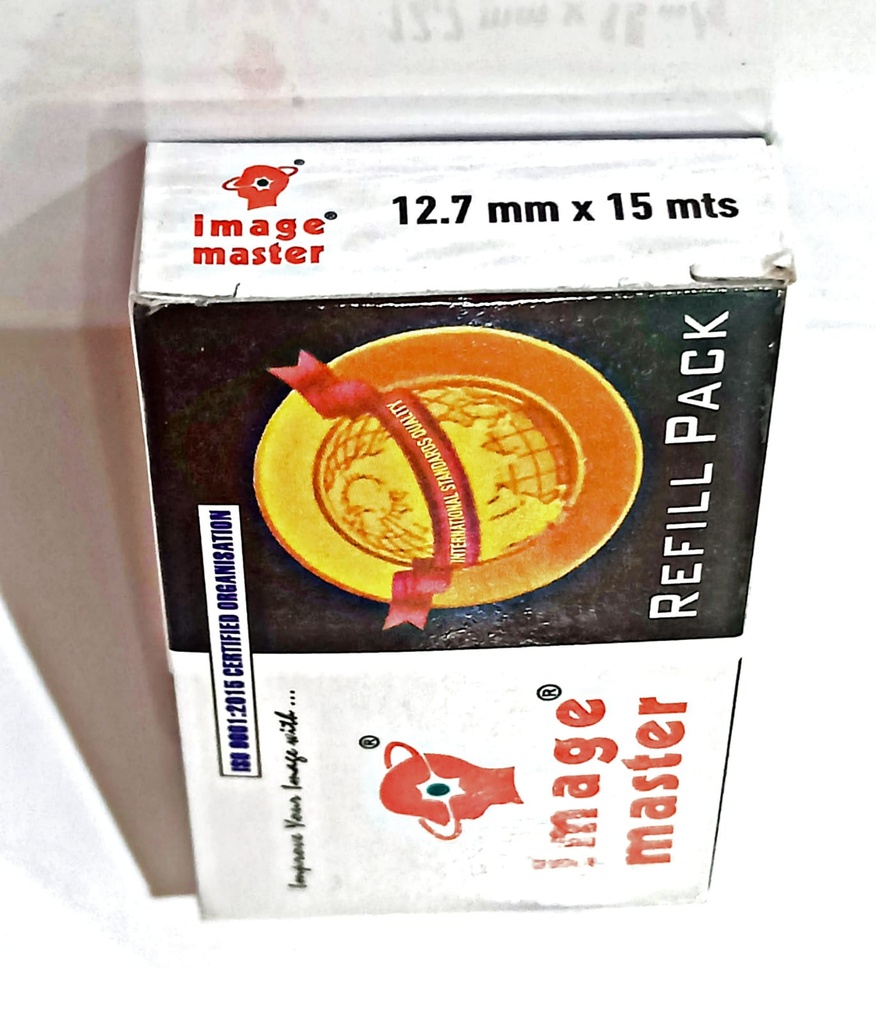 image®
master
12.7 mm x 15 mts
ISO 9001:2015 CERTIFIED ORGANISATION
Improve Your Image with...
INTERNATIONAL STANDARDS QUALITY
REFILL PACK
®
image®
master